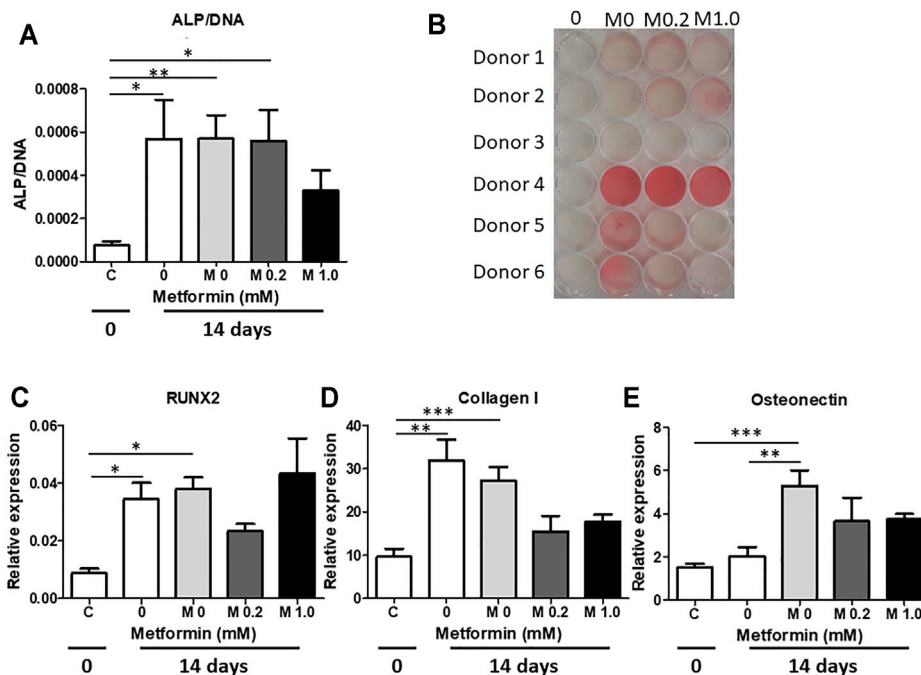 A
ALP/DNA
*
**
*
ALP/DNA
0.0008
0.0006
0.0004
0.0002
0.0000
C 0 M 0 M 0.2 M 1.0
Metformin (mM)
0 14 days
B
0 M0 M0.2 M1.0
Donor 1
Donor 2
Donor 3
Donor 4
Donor 5
Donor 6
C
RUNX2
*
*
Relative expression
0.06
0.04
0.02
0.00
C 0 M 0 M 0.2 M 1.0
Metformin (mM)
0 14 days
D
Collagen I
***
**
Relative expression
40
30
20
10
0
C 0 M 0 M 0.2 M 1.0
Metformin (mM)
0 14 days
E
Osteonectin
***
**
Relative expression
8
6
4
2
0
C 0 M 0 M 0.2 M 1.0
Metformin (mM)
0 14 days